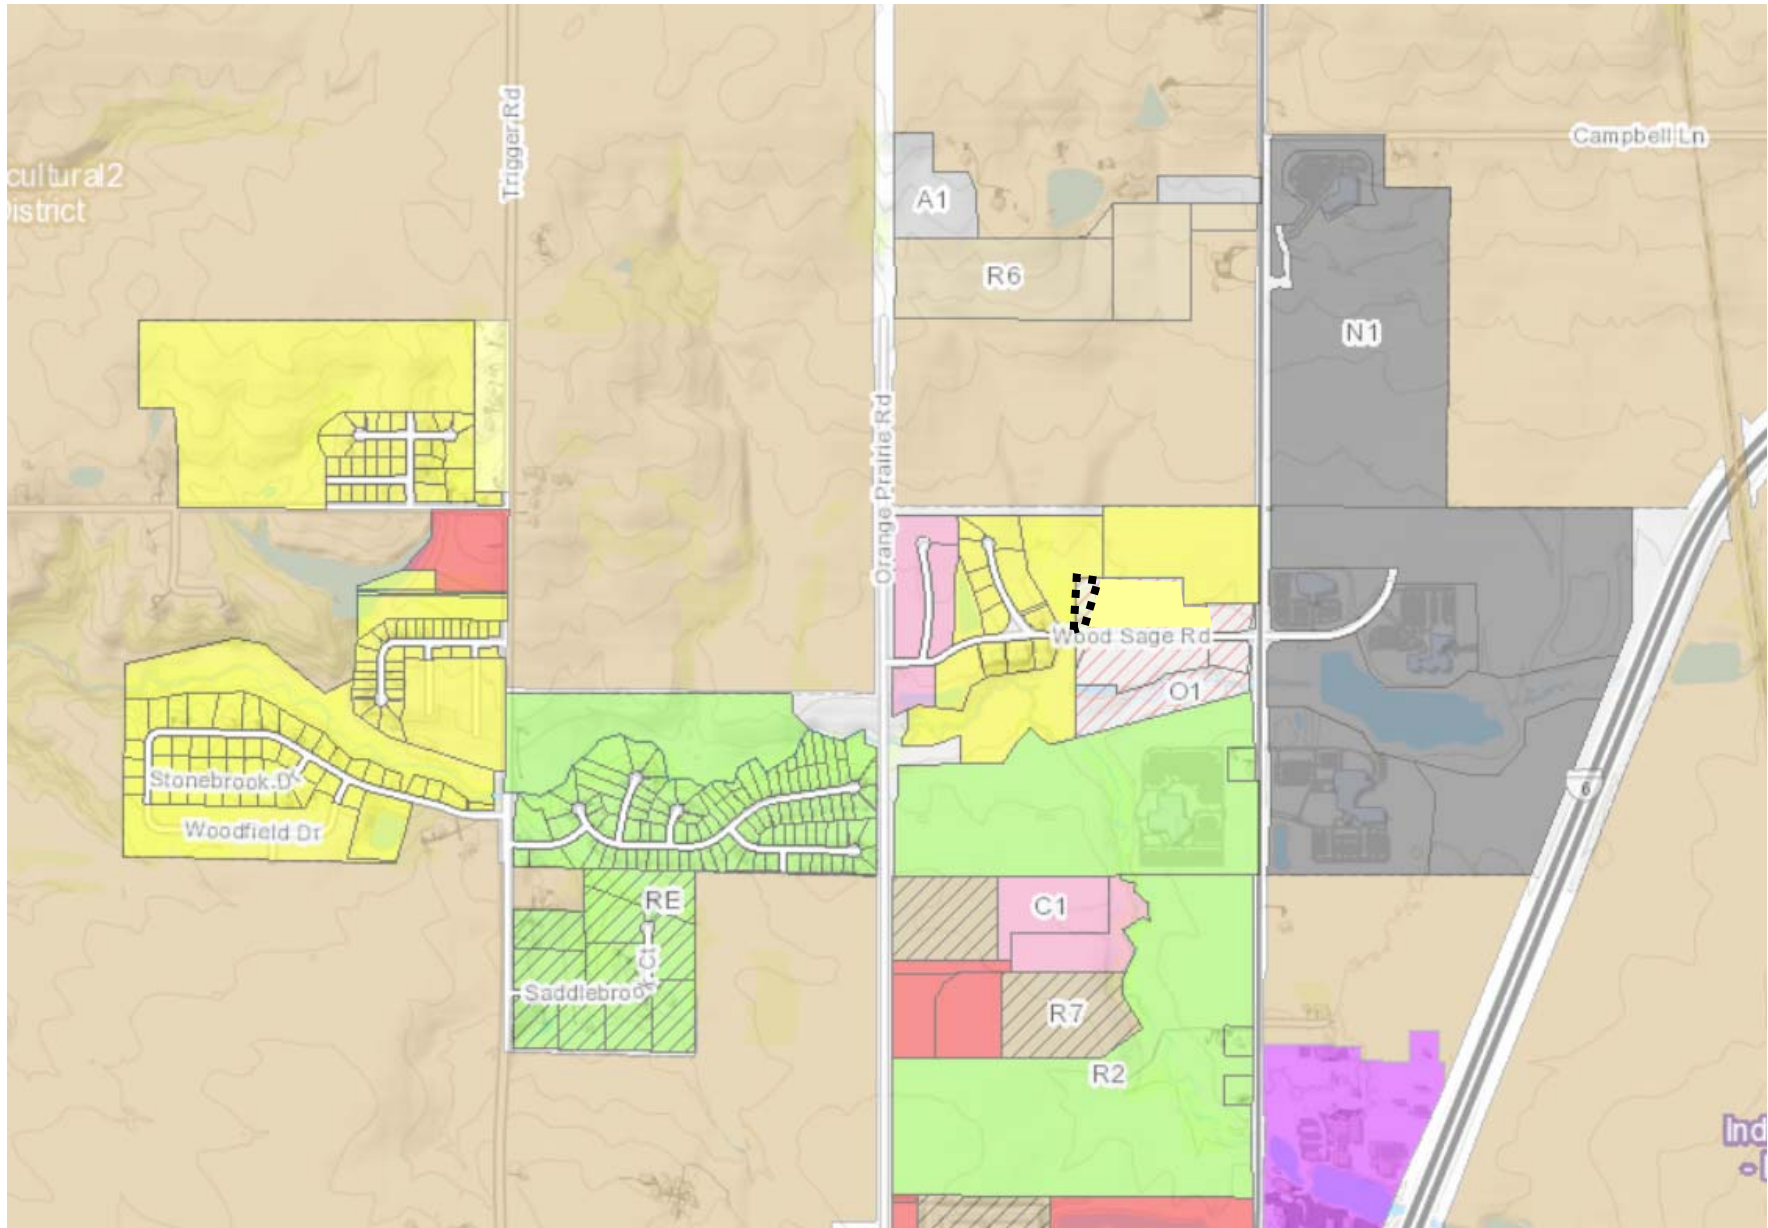 Campbell Ln
Trigger Rd
cultural2
District
A1
R6
N1
Orange Prairie Rd
Wood Sage Rd
O1
Stonebrook D
6
Woodfield Dr
RE
C1
Saddlebrook Ct
R7
R2
Ind